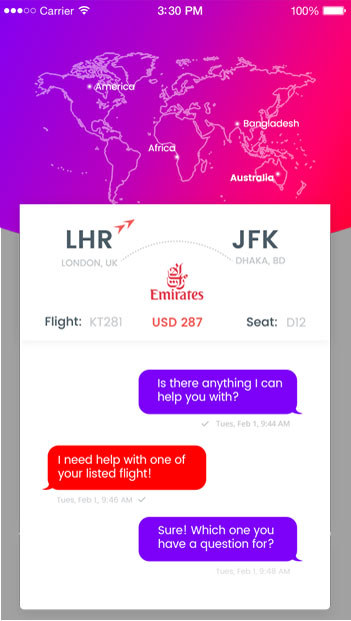 Carrier 3:30 PM 100%
America
Bangladesh
Africa
Australia
LHR JFK
LONDON, UK DHAKA, BD
Emirates
Flight: KT281 USD 287 Seat: D12
Is there anything I can
help you with?
Tues, Feb 1, 9:44 AM
I need help with one of
your listed flight!
Tues, Feb 1, 9:46 AM
Sure! Which one you
have a question for?
Tues, Feb 1, 9:48 AM